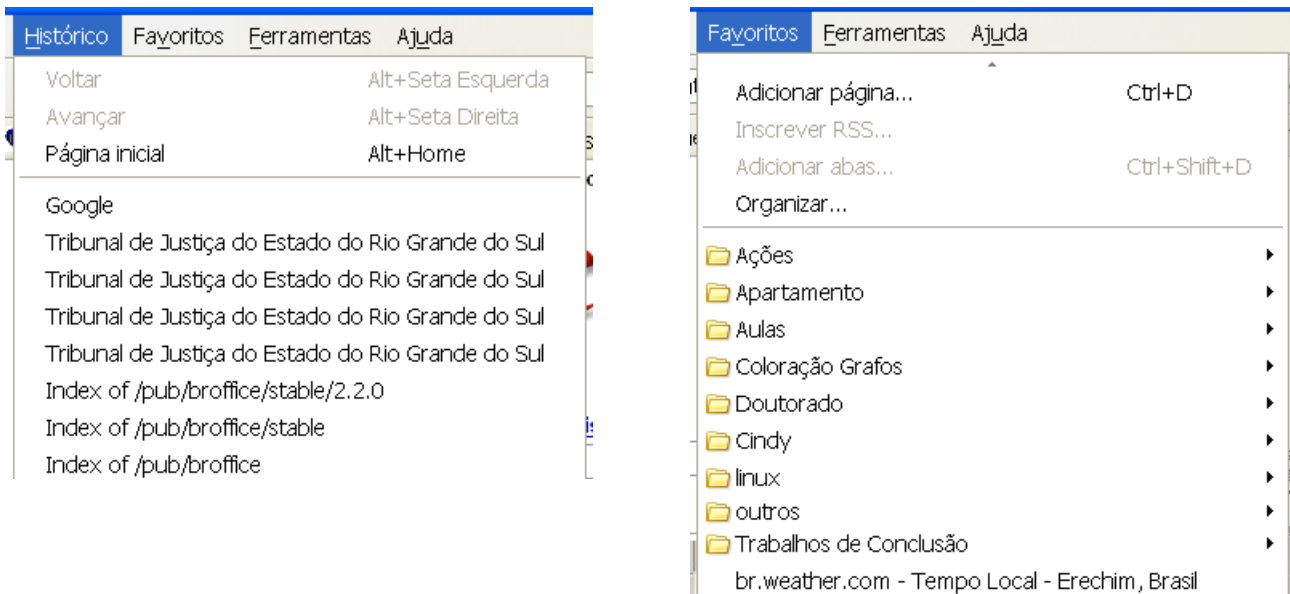 Histórico Favoritos Ferramentas Ajuda
Voltar Alt+Seta Esquerda
Avançar Alt+Seta Direita
Página inicial Alt+Home
Google
Tribunal de Justiça do Estado do Rio Grande do Sul
Tribunal de Justiça do Estado do Rio Grande do Sul
Tribunal de Justiça do Estado do Rio Grande do Sul
Tribunal de Justiça do Estado do Rio Grande do Sul
Index of /pub/broffice/stable/2.2.0
Index of /pub/broffice/stable
Index of /pub/broffice
Favoritos Ferramentas Ajuda
Adicionar página... Ctrl+D
Inscrever RSS...
Adicionar abas... Ctrl+Shift+D
Organizar...
Ações
Apartamento
Aulas
Coloração Grafos
Doutorado
Cindy
linux
outros
Trabalhos de Conclusão
br.weather.com - Tempo Local - Erechim, Brasil